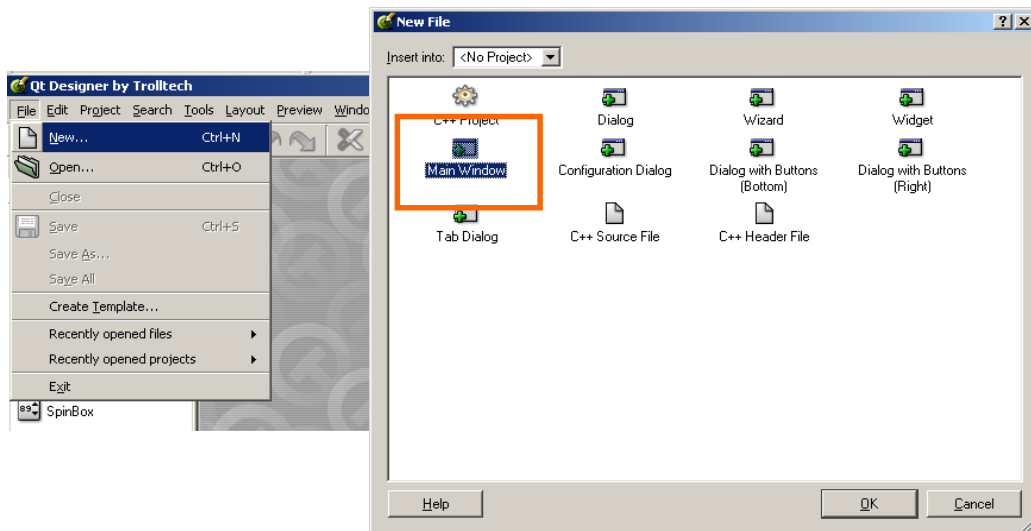 Qt Designer by Trolltech
File Edit Project Search Tools Layout Preview Windo
New... Ctrl+N
Open... Ctrl+O
Close
Save Ctrl+S
Save As...
Save All
Create Template...
Recently opened files
Recently opened projects
Exit
SpinBox
New File
Insert into: <No Project>
C++ Project
Dialog
Wizard
Widget
Main Window
Configuration Dialog
Dialog with Buttons
(Bottom)
Dialog with Buttons
(Right)
Tab Dialog
C++ Source File
C++ Header File
Help
OK
Cancel